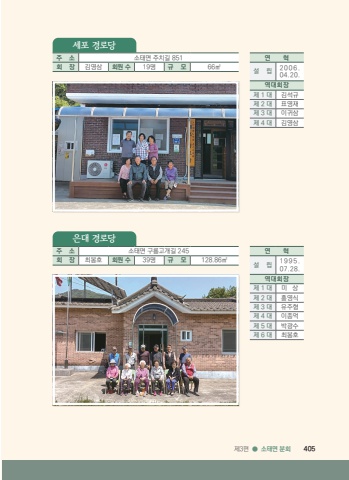 세포 경로당
주 소 소태면 주치길 851
회 장 김명삼 회원 수 19명 규 모 66㎡
연 혁
설 립 2006. 04.20.
역대회장
제 1 대 김석규
제 2 대 표명재
제 3 대 이귀섭
제 4 대 김명삼
은대 경로당
주 소 소태면 구룡고개길 245
회 장 최용호 회원 수 39명 규 모 128.86㎡
연 혁
설 립 1995. 07.28.
역대회장
제 1 대 미 상
제 2 대 홍명식
제 3 대 유주형
제 4 대 이종억
제 5 대 박광수
제 6 대 최용호
제3편 ● 소태면 문화 405